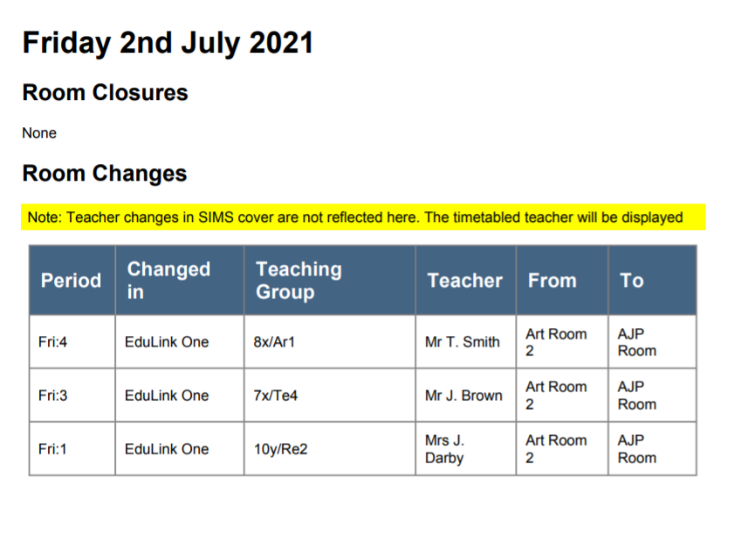 Friday 2nd July 2021
Room Closures
None
Room Changes
Note: Teacher changes in SIMS cover are not reflected here. The timetabled teacher will be displayed
Period Changed in Teaching Group Teacher From To
Fri:4 EduLink One 8x/Ar1 Mr T. Smith Art Room 2 AJP Room
Fri:3 EduLink One 7x/Te4 Mr J. Brown Art Room 2 AJP Room
Fri:1 EduLink One 10y/Re2 Mrs J. Darby Art Room 2 AJP Room